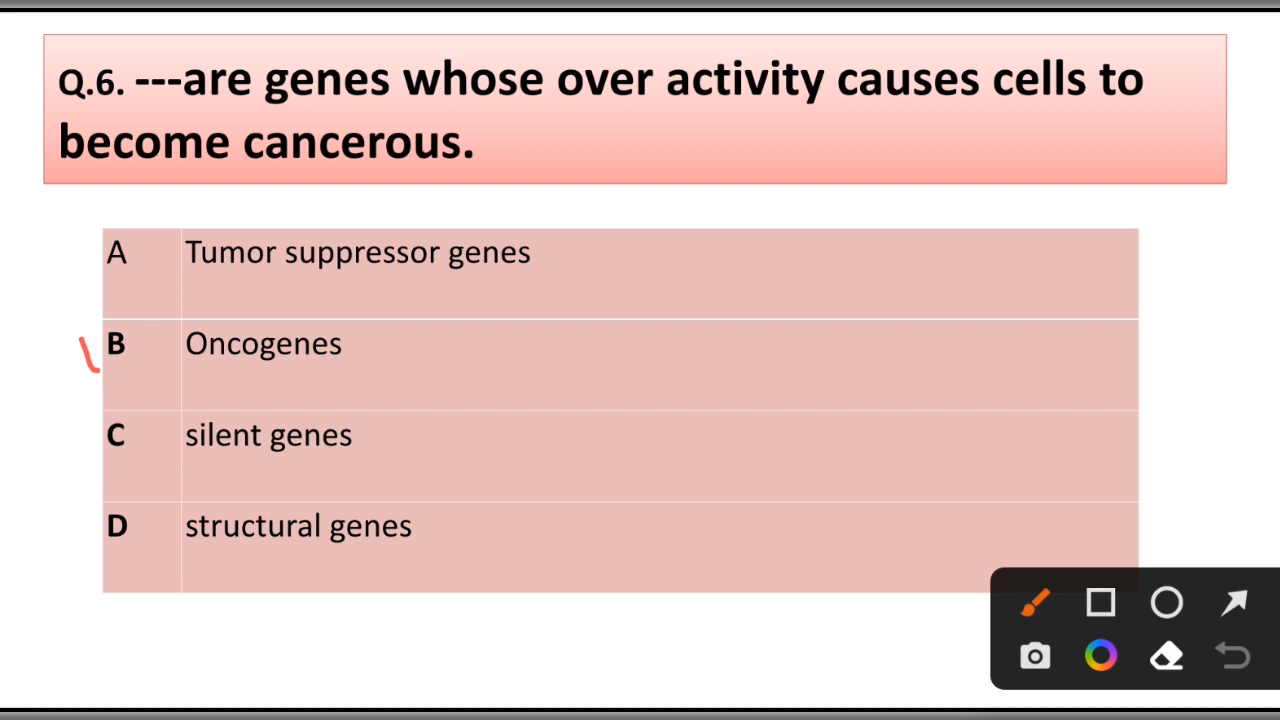 Q.6. ---are genes whose over activity causes cells to
become cancerous.
A Tumor suppressor genes
B Oncogenes
C silent genes
D structural genes